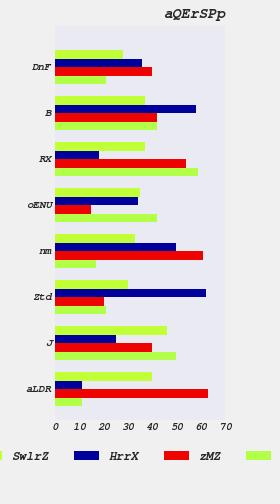 aQErSPp
DnF
B
RX
oENU
nm
Ztd
J
aLDR
0 10 20 30 40 50 60 70
SwlrZ HrrX zMZ